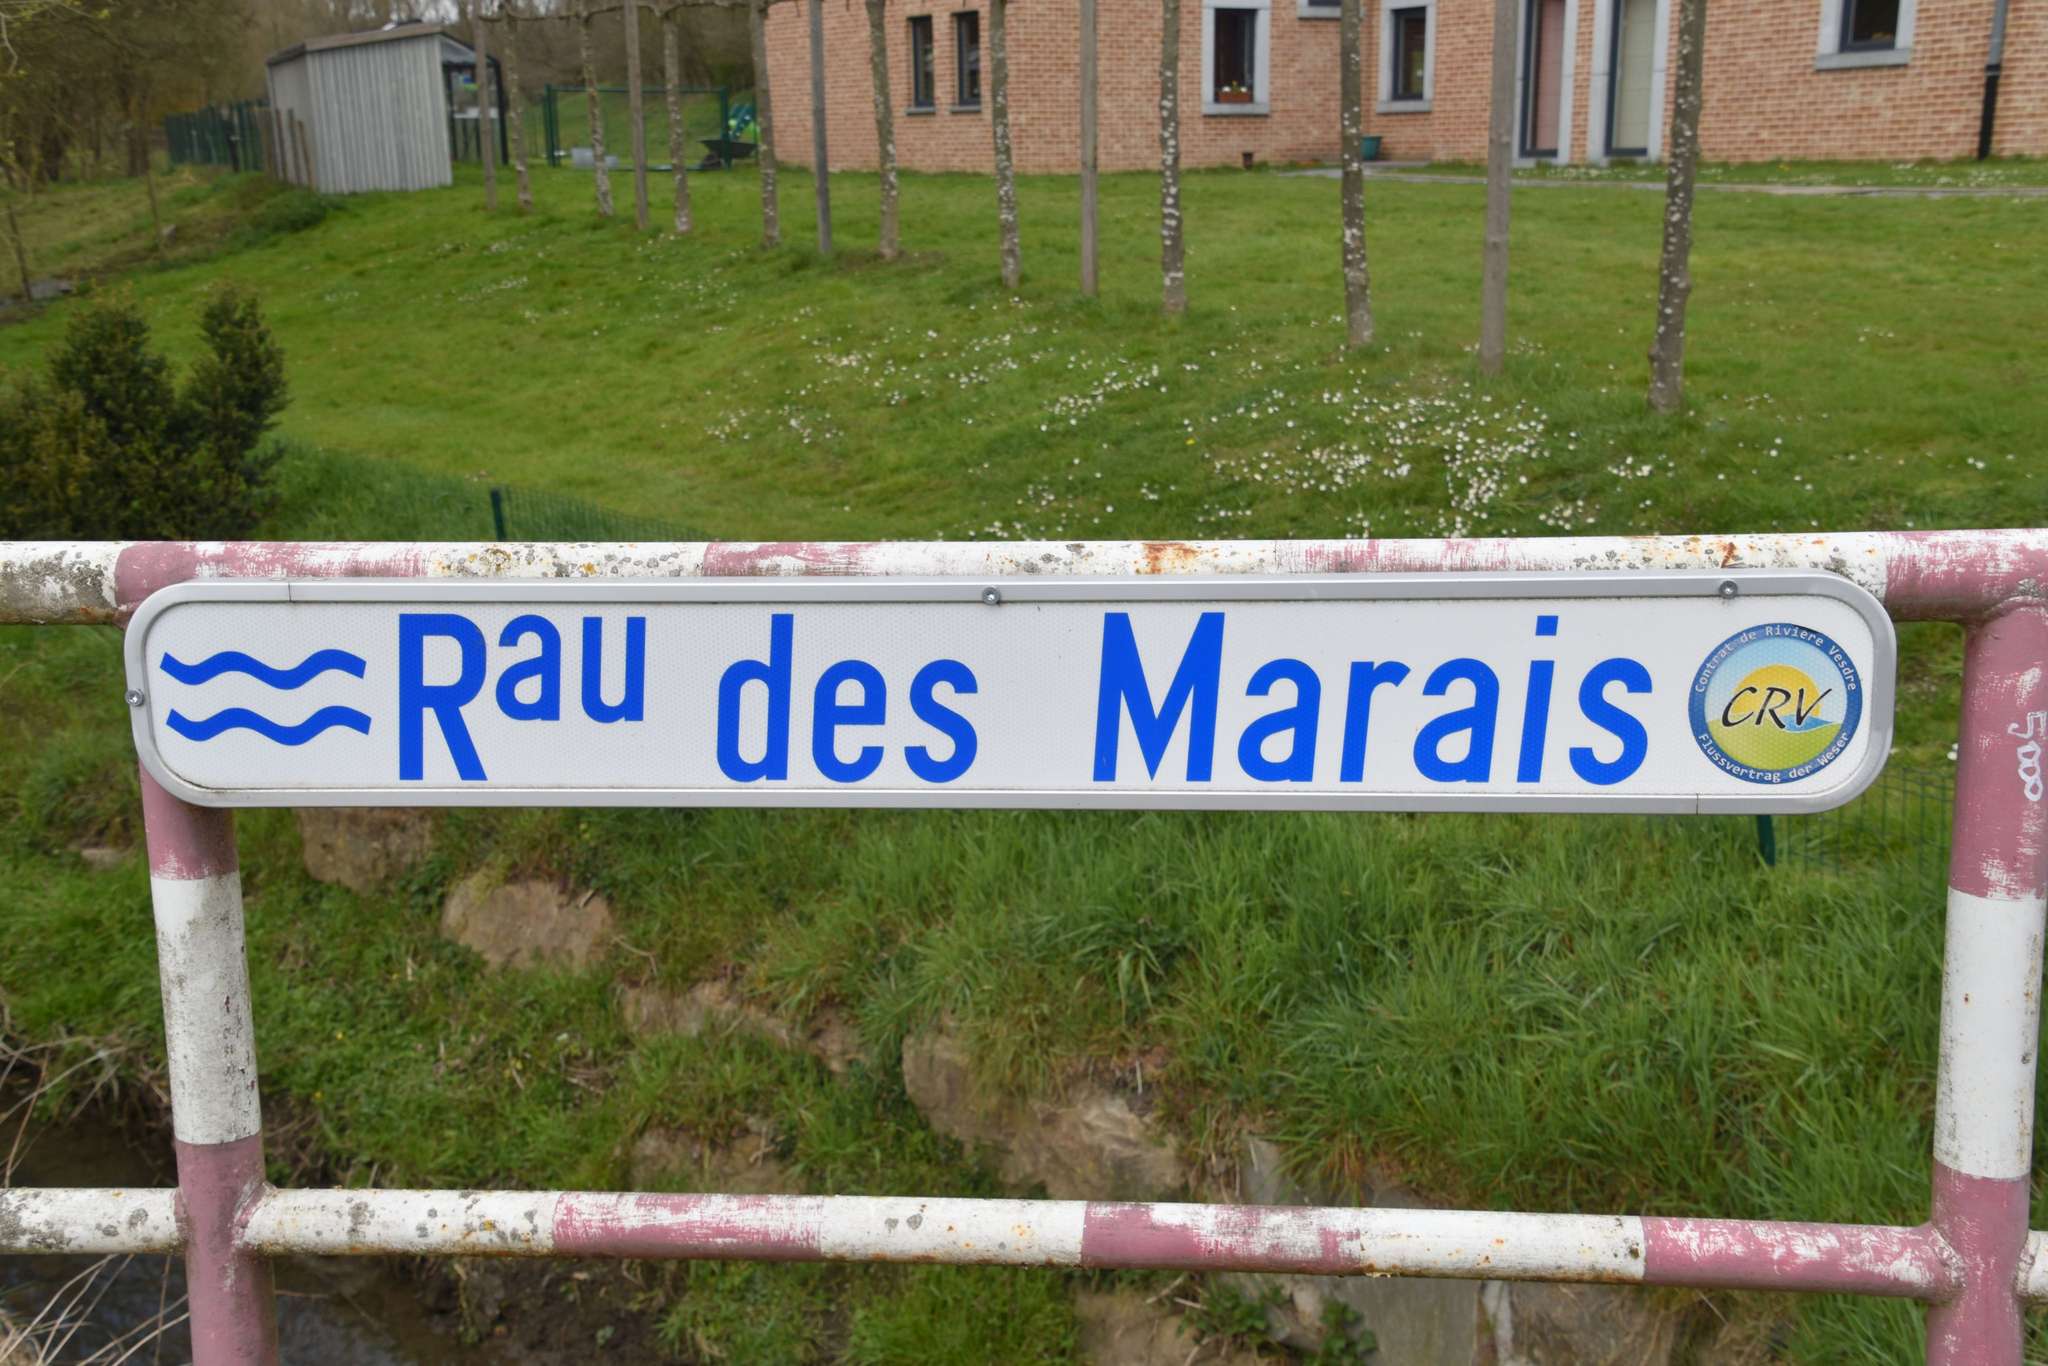 Rau des Marais
Contrat de Rivière Vesdre
CRV
Flussvertrag der Weser